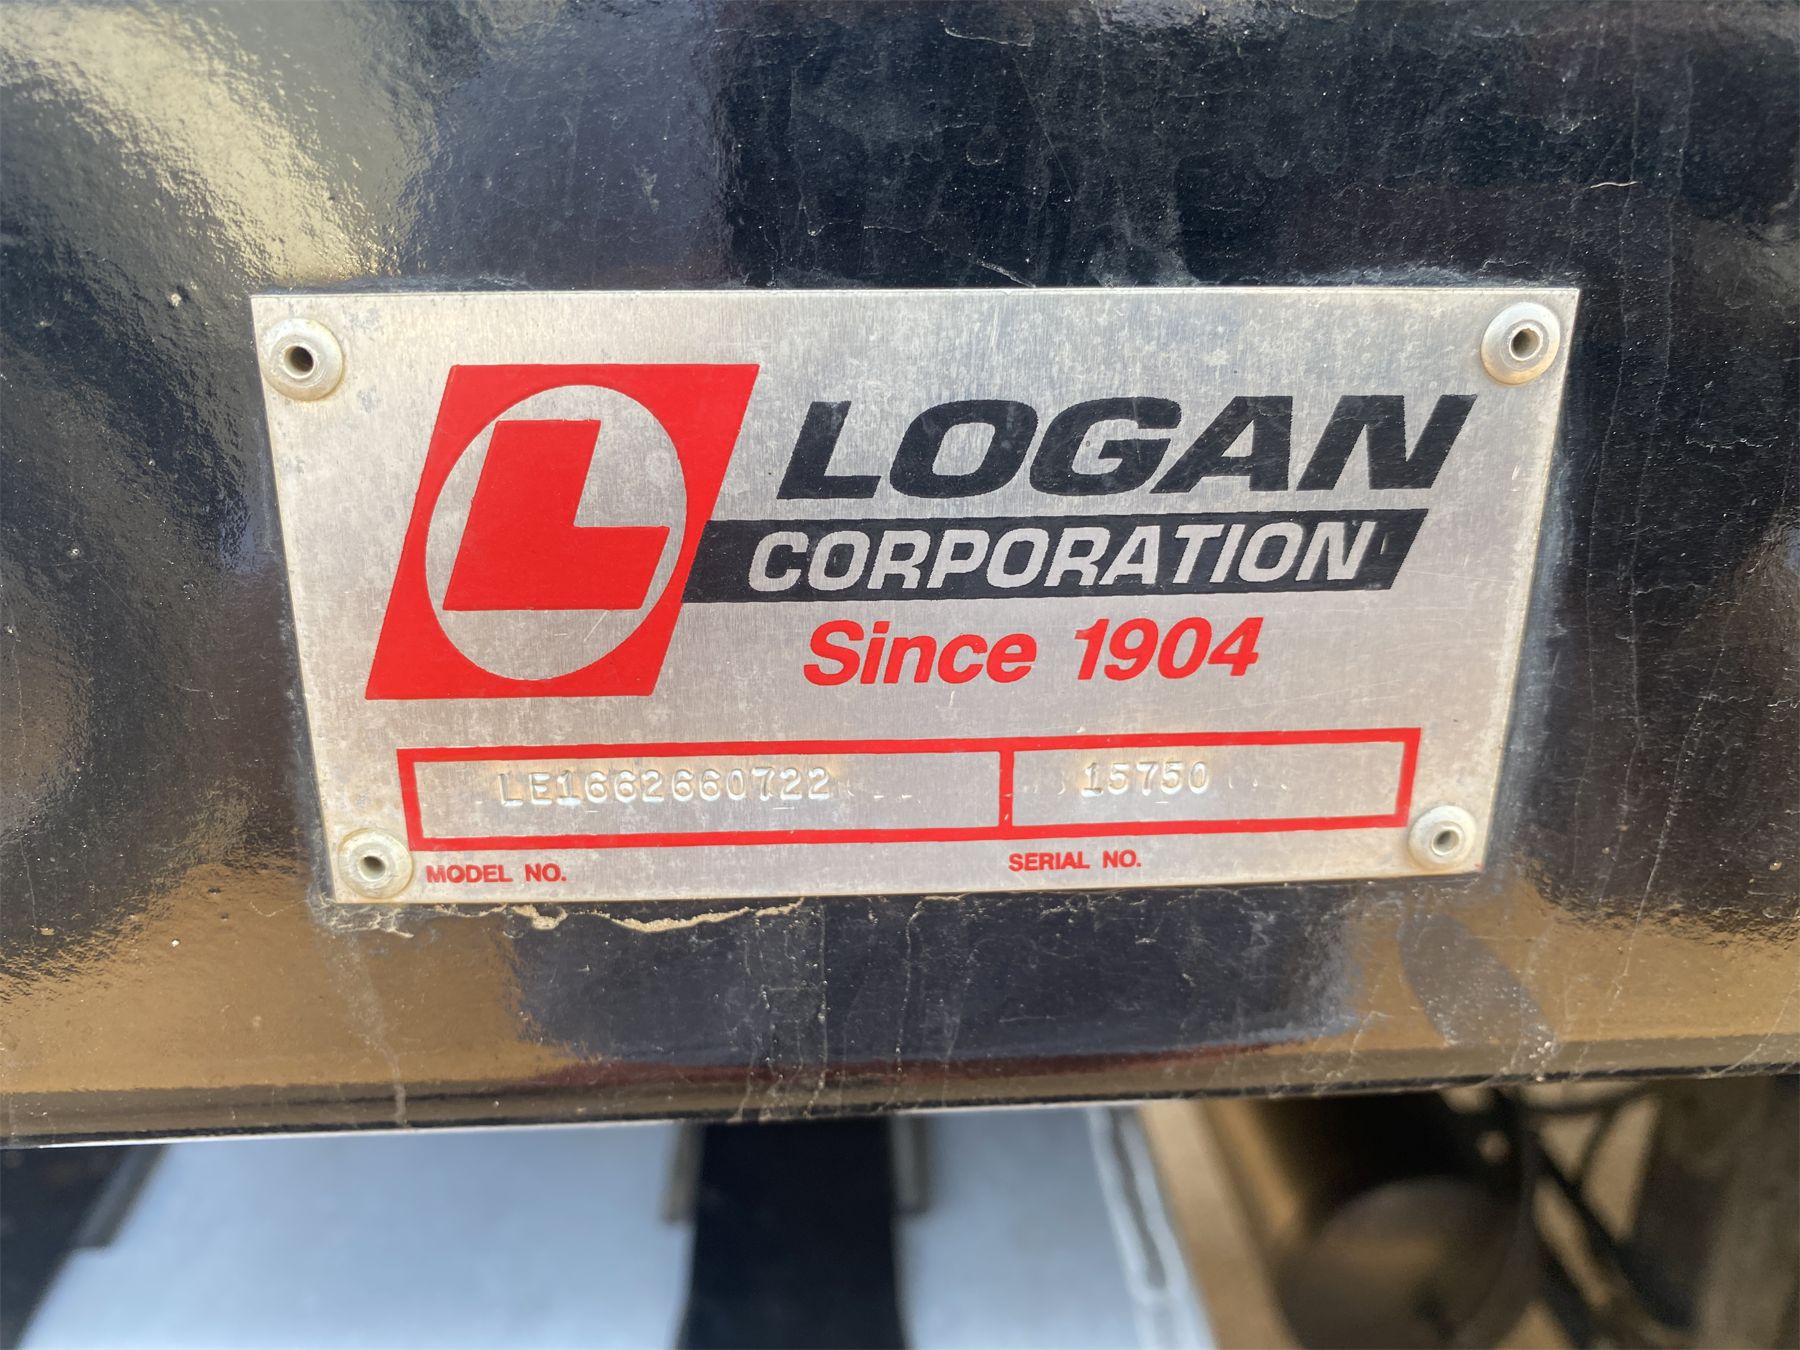 L
LOGAN
CORPORATION
Since 1904
LE1662660722 15750
MODEL NO. SERIAL NO.